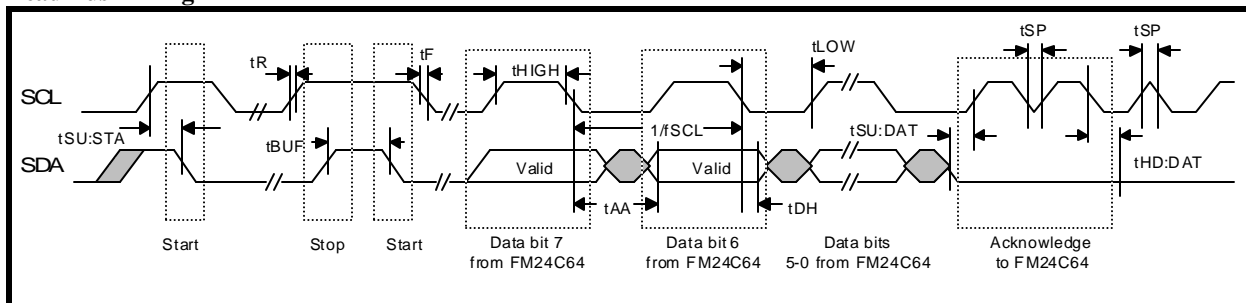 tSP tSP
tR tF tHIGH tLOW
SCL
tSU:STA tBUF 1/fSCL tSU:DAT
SDA Valid Valid tHD:DAT
tAA tDH
Start Stop Start Data bit 7 Data bit 6 Data bits Acknowledge
from FM24C64 from FM24C64 5-0 from FM24C64 to FM24C64